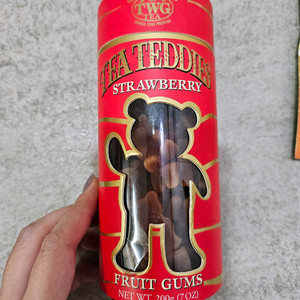 TWG
TEA
TEA TEDDIES
STRAWBERRY
FRUIT GUMS
NET WT. 200g (7 OZ)